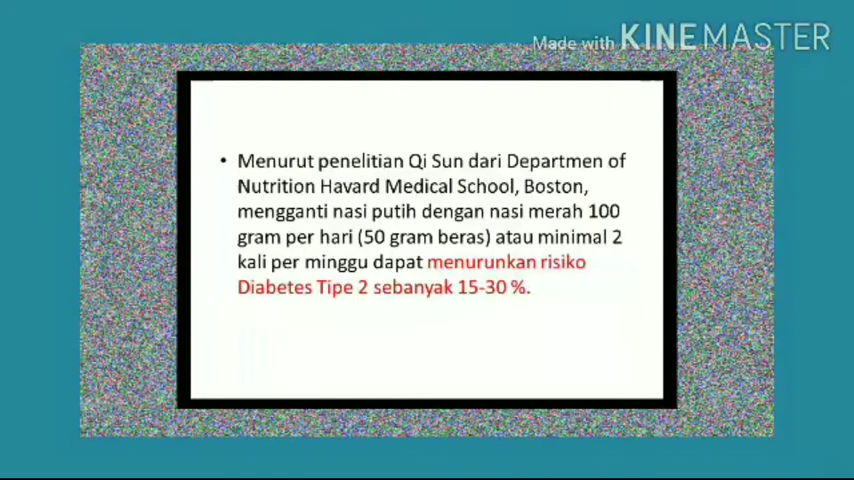 Made with KINEMASTER
• Menurut penelitian Qi Sun dari Departmen of
Nutrition Havard Medical School, Boston,
mengganti nasi putih dengan nasi merah 100
gram per hari (50 gram beras) atau minimal 2
kali per minggu dapat menurunkan risiko
Diabetes Tipe 2 sebanyak 15-30 %.